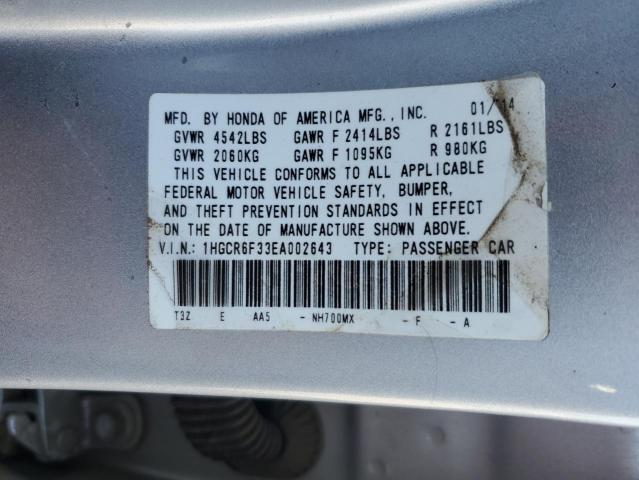 MFD. BY HONDA OF AMERICA MFG., INC. 01/14
GVWR 4542LBS GAWR F 2414LBS R 2161LBS
GVWR 2060KG GAWR F 1095KG R 980KG
THIS VEHICLE CONFORMS TO ALL APPLICABLE
FEDERAL MOTOR VEHICLE SAFETY, BUMPER,
AND THEFT PREVENTION STANDARDS IN EFFECT
ON THE DATE OF MANUFACTURE SHOWN ABOVE.
V.I.N.: 1HGCR6F33EA002643 TYPE: PASSENGER CAR
T3Z E AA5 - NH700MX - F - A